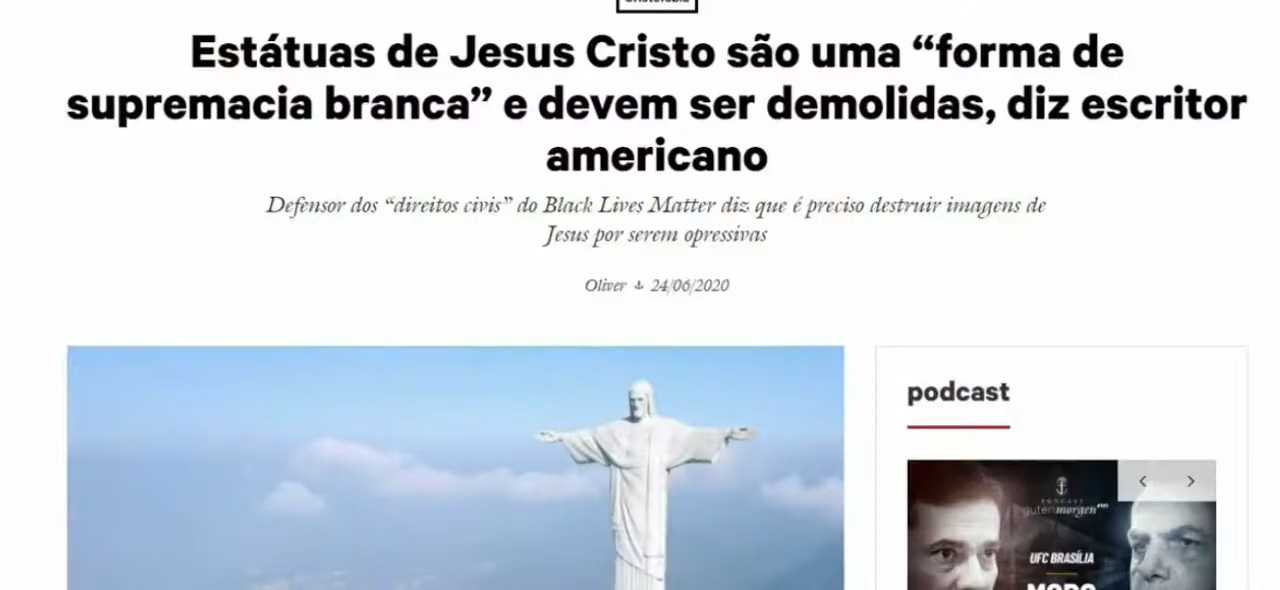 Estátuas de Jesus Cristo são uma “forma de
supremacia branca” e devem ser demolidas, diz escritor
americano
Defensor dos “direitos civis” do Black Lives Matter diz que é preciso destruir imagens de
Jesus por serem opressivas
Oliver 24/06/2020
podcast
PODCAST
gutenmorgen
UFC BRASÍLIA